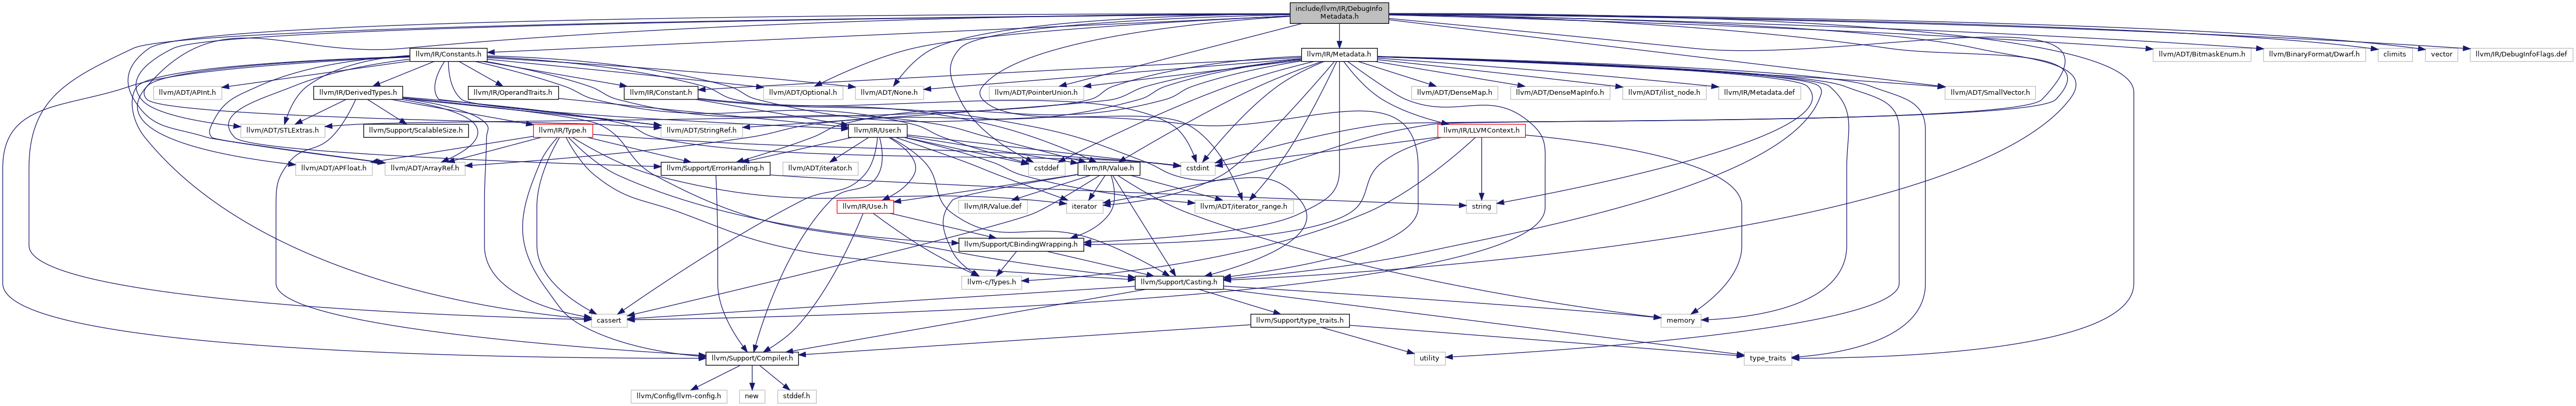 include/llvm/IR/DebugInfo
Metadata.h
llvm/IR/Constants.h
llvm/IR/Metadata.h
llvm/ADT/BitmaskEnum.h
llvm/BinaryFormat/Dwarf.h
climits
vector
llvm/IR/DebugInfoFlags.def
llvm/ADT/APInt.h
llvm/IR/DerivedTypes.h
llvm/IR/OperandTraits.h
llvm/IR/Constant.h
llvm/ADT/Optional.h
llvm/ADT/None.h
llvm/ADT/PointerUnion.h
llvm/ADT/DenseMap.h
llvm/ADT/DenseMapInfo.h
llvm/ADT/ilist_node.h
llvm/IR/Metadata.def
llvm/ADT/SmallVector.h
llvm/ADT/STLExtras.h
llvm/Support/ScalableSize.h
llvm/IR/Type.h
llvm/ADT/StringRef.h
llvm/IR/User.h
llvm/IR/LLVMContext.h
llvm/ADT/APFloat.h
llvm/ADT/ArrayRef.h
llvm/Support/ErrorHandling.h
llvm/ADT/iterator.h
cstddef
llvm/IR/Value.h
cstdint
llvm/IR/Use.h
llvm/IR/Value.def
iterator
llvm/ADT/iterator_range.h
string
llvm/Support/CBindingWrapping.h
llvm-c/Types.h
llvm/Support/Casting.h
cassert
llvm/Support/type_traits.h
memory
llvm/Support/Compiler.h
utility
type_traits
llvm/Config/llvm-config.h
new
stddef.h